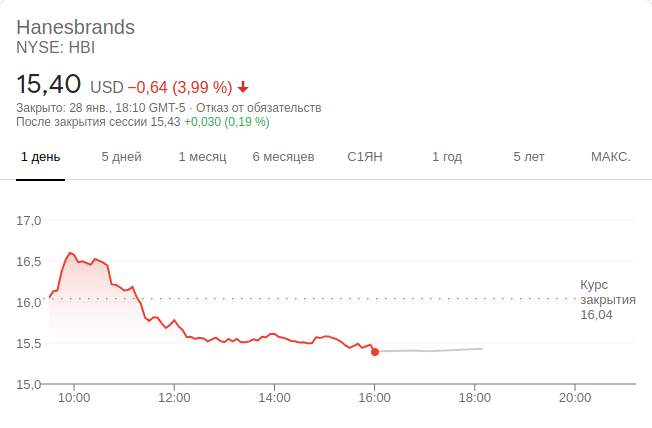 Hanesbrands
NYSE: HBI
15,40 USD −0,64 (3,99 %)
Закрыто: 28 янв., 18:10 GMT-5 · Отказ от обязательств
После закрытия сессии 15,43 +0,030 (0,19 %)
1 день 5 дней 1 месяц 6 месяцев С1ЯН 1 год 5 лет МАКС.
17,0
16,5
Курс
16,0 закрытия
16,04
15,5
15,0
10:00 12:00 14:00 16:00 18:00 20:00